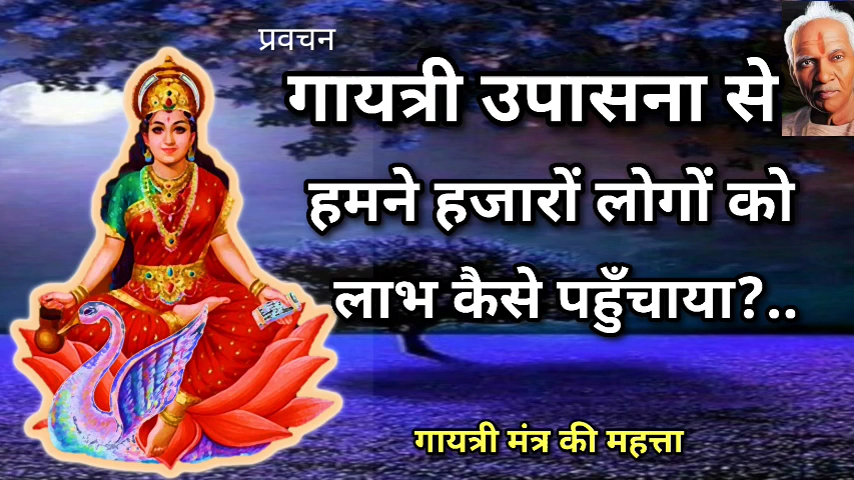 प्रवचन
गायत्री उपासना से
हमने हजारों लोगों को
लाभ कैसे पहुँचाया?..
गायत्री मंत्र की महत्ता